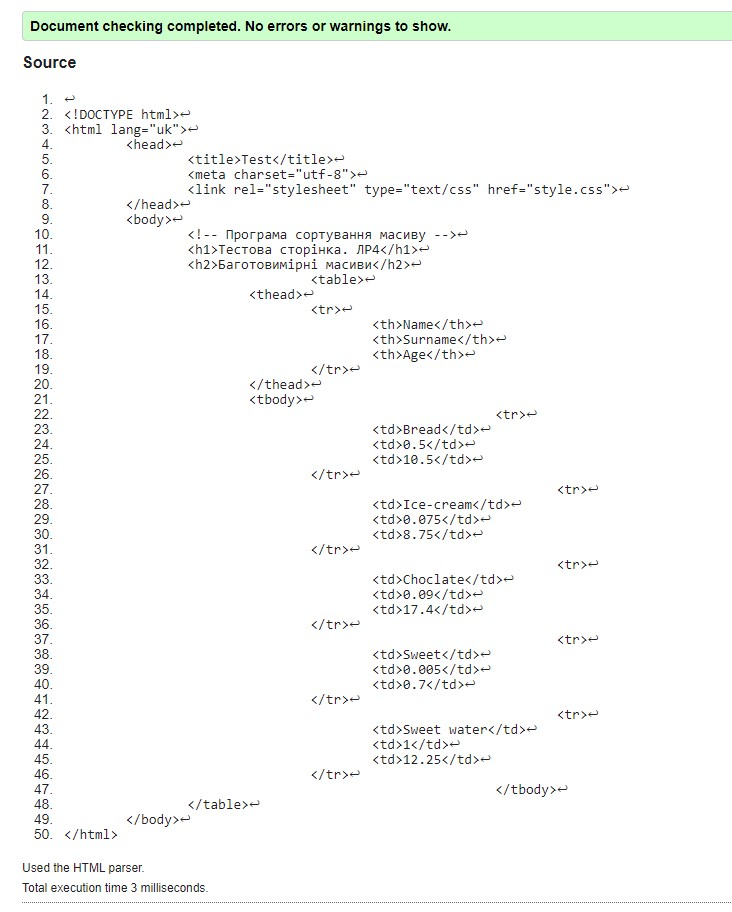 Document checking completed. No errors or warnings to show.
Source
1. ↩
2. <!DOCTYPE html>↩
3. <html lang="uk">↩
4. <head>↩
5. <title>Test</title>↩
6. <meta charset="utf-8">↩
7. <link rel="stylesheet" type="text/css" href="style.css">↩
8. </head>↩
9. <body>↩
10. <!-- Програма сортування масиву -->↩
11. <h1>Тестова сторінка. ЛР4</h1>↩
12. <h2>Баготовимірні масиви</h2>↩
13. <table>↩
14. <thead>↩
15. <tr>↩
16. <th>Name</th>↩
17. <th>Surname</th>↩
18. <th>Age</th>↩
19. </tr>↩
20. </thead>↩
21. <tbody>↩
22. <tr>↩
23. <td>Bread</td>↩
24. <td>0.5</td>↩
25. <td>10.5</td>↩
26. </tr>↩
27. <tr>↩
28. <td>Ice-cream</td>↩
29. <td>0.075</td>↩
30. <td>8.75</td>↩
31. </tr>↩
32. <tr>↩
33. <td>Choclate</td>↩
34. <td>0.09</td>↩
35. <td>17.4</td>↩
36. </tr>↩
37. <tr>↩
38. <td>Sweet</td>↩
39. <td>0.005</td>↩
40. <td>0.7</td>↩
41. </tr>↩
42. <tr>↩
43. <td>Sweet water</td>↩
44. <td>1</td>↩
45. <td>12.25</td>↩
46. </tr>↩
47. </tbody>↩
48. </table>↩
49. </body>↩
50. </html>
Used the HTML parser.
Total execution time 3 milliseconds.